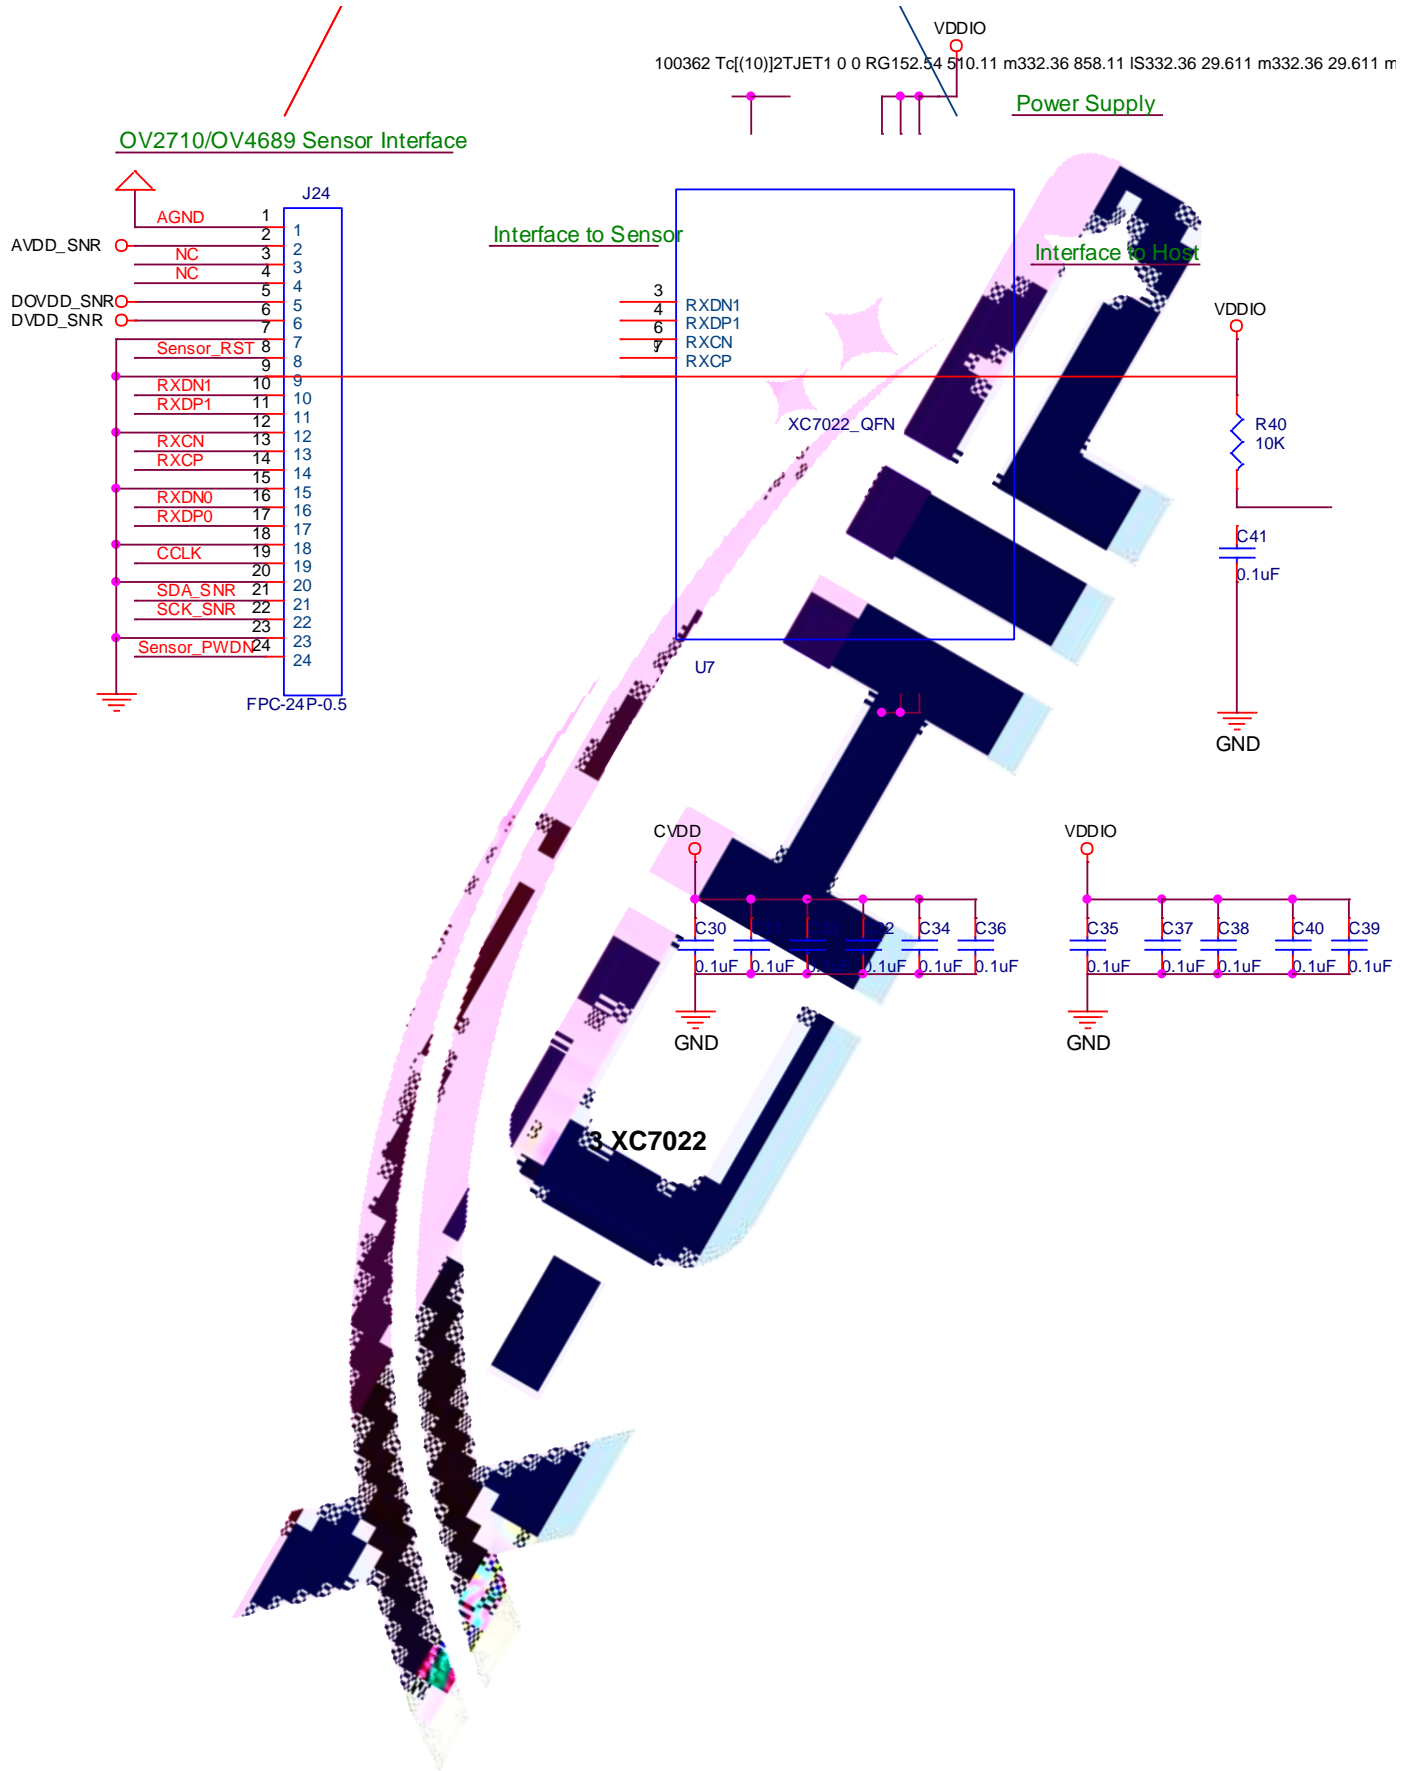 VDDIO
100362 Tc[(10)]2TJET1 0 0 RG152.54 510.11 m332.36 858.11 lS332.36 29.611 m332.36 29.611 m
Power Supply
OV2710/OV4689 Sensor Interface
J24
AGND 1 1
AVDD_SNR 2 2
NC 3 3
NC 4 4
DOVDD_SNR 5 5
DVDD_SNR 6 6
7 7
Sensor_RST 8 8
9 9
RXDN1 10 10
RXDP1 11 11
12 12
RXCN 13 13
RXCP 14 14
15 15
RXDN0 16 16
RXDP0 17 17
18 18
CCLK 19 19
20 20
SDA_SNR 21 21
SCK_SNR 22 22
23 23
Sensor_PWDN 24 24
FPC-24P-0.5
Interface to Sensor
Interface to Host
3 RXDN1
4 RXDP1
6 RXCN
7 RXCP
XC7022_QFN
U7
VDDIO
R40
10K
C41
0.1uF
GND
CVDD
C30 C31 C33 C32 C34 C36
0.1uF 0.1uF 0.1uF 0.1uF 0.1uF 0.1uF
GND
VDDIO
C35 C37 C38 C40 C39
0.1uF 0.1uF 0.1uF 0.1uF 0.1uF
GND
3 XC7022